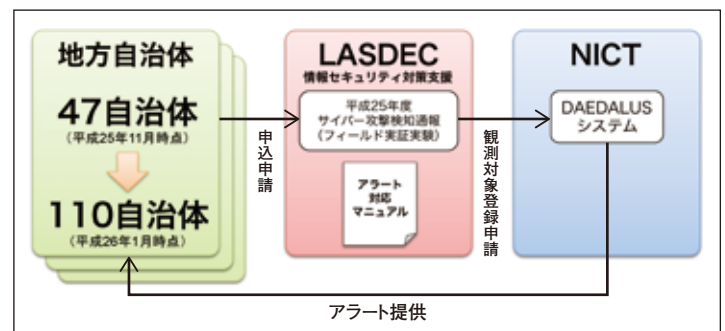 地方自治体
47自治体
(平成25年11月時点)
110自治体
(平成26年1月時点)
申込申請
LASDEC
情報セキュリティ対策支援
平成25年度
サイバー攻撃検知通報
(フィールド実証実験)
アラート
対応
マニュアル
観測対象登録申請
NICT
DAEDALUS
システム
アラート提供